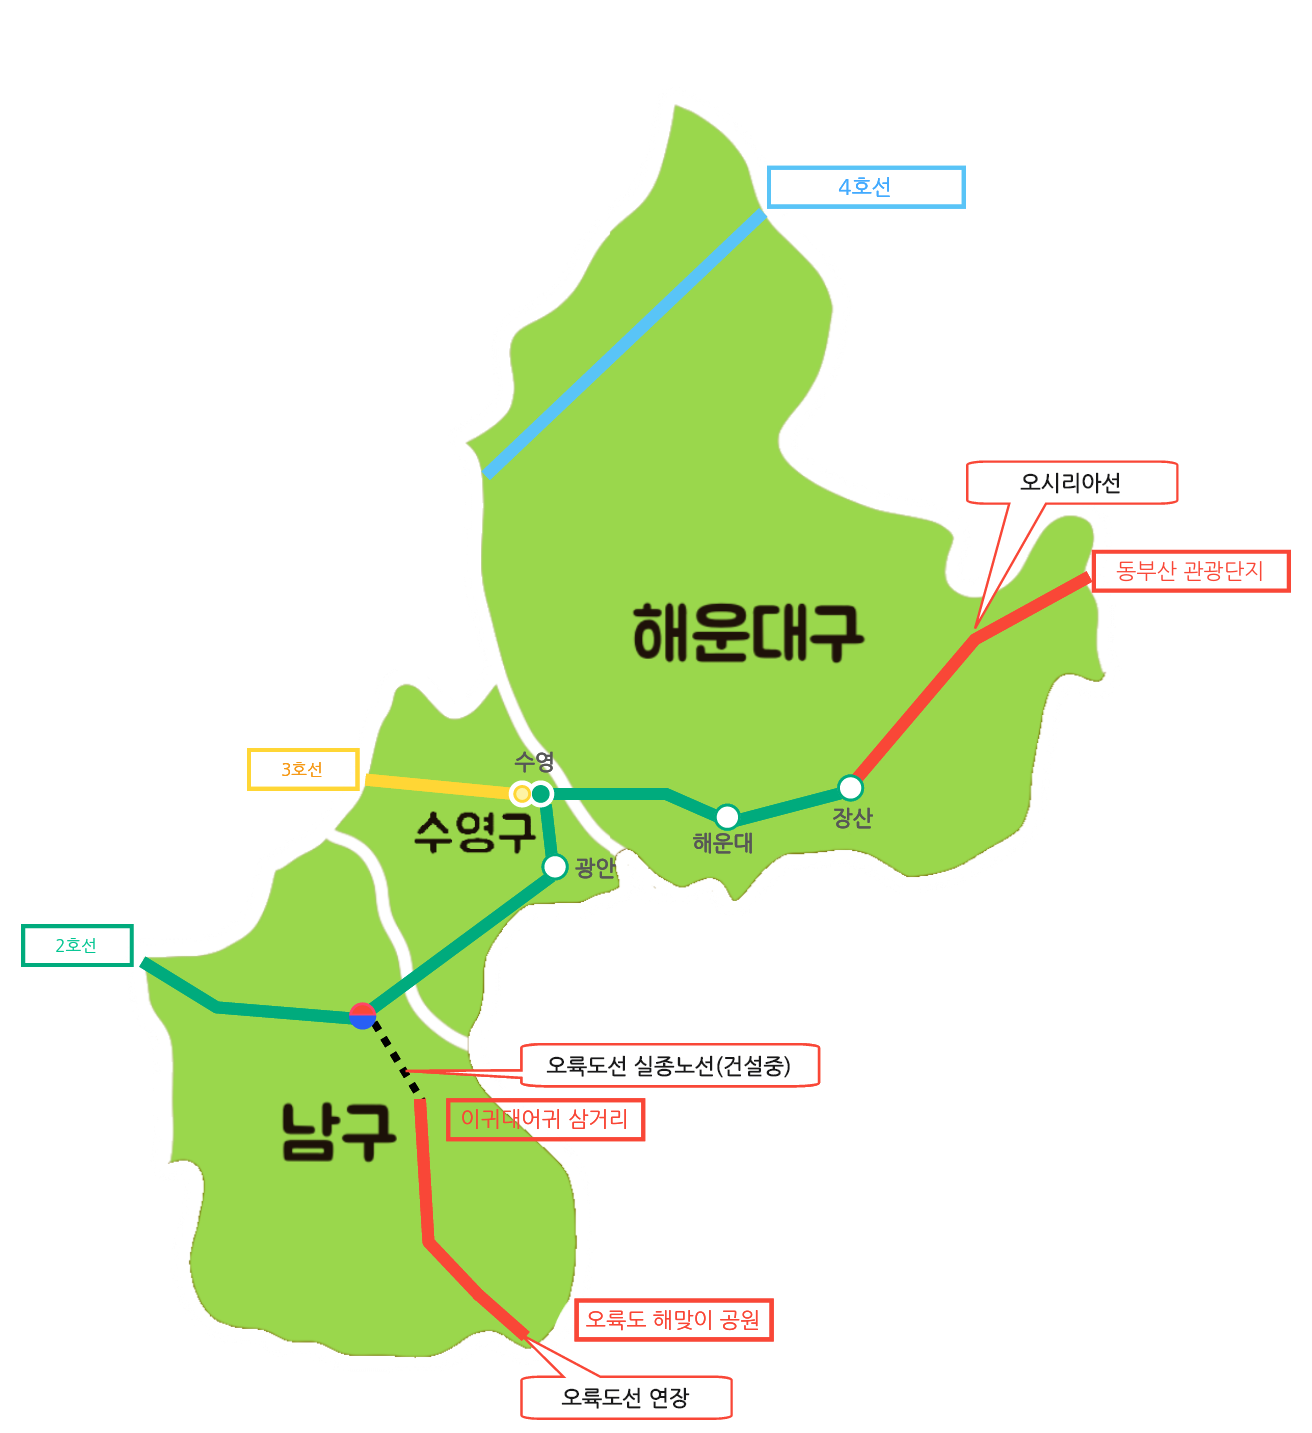 4호선
오시리아선
동부산 관광단지
해운대구
수영
3호선
수영구
장산
해운대
광안
2호선
오륙도선 실종노선(건설중)
이귀대어귀 삼거리
남구
오륙도 해맞이 공원
오륙도선 연장